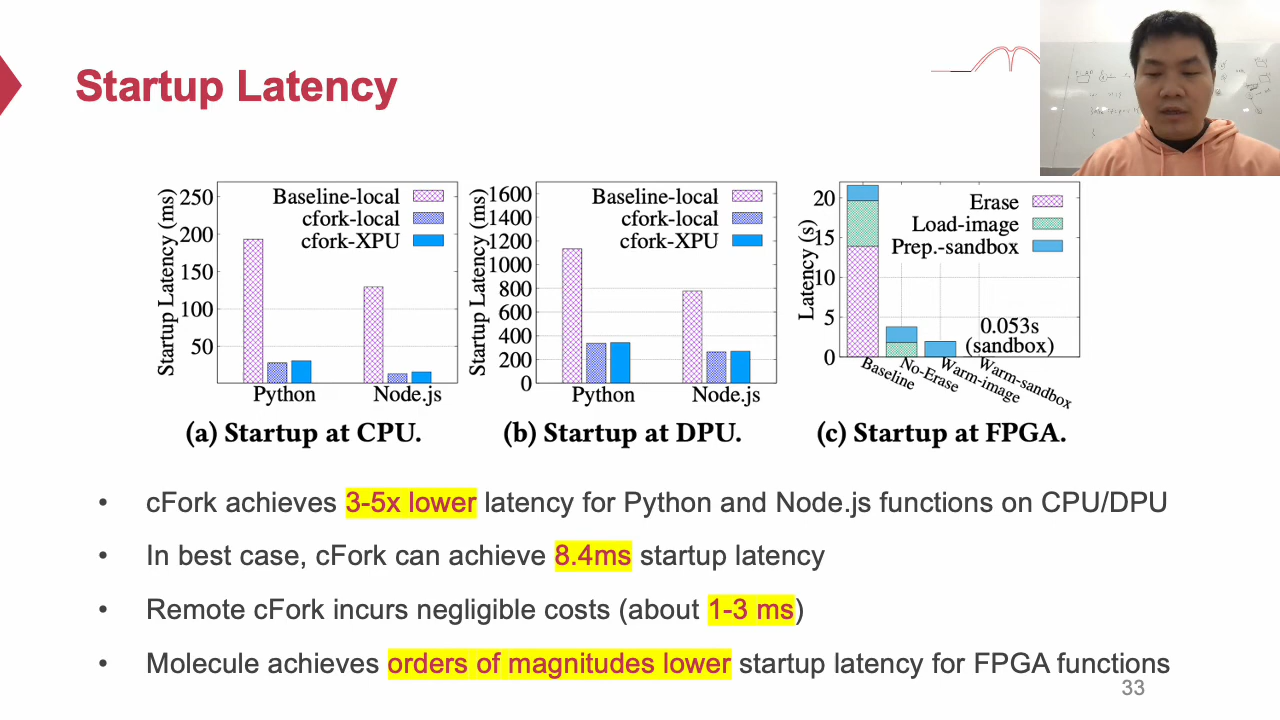 Startup Latency
250
200
150
100
50
Startup Latency (ms)
Baseline-local
cfork-local
cfork-XPU
Python
Node.js
(a) Startup at CPU.
1600
1400
1200
1000
800
600
400
200
0
Startup Latency (ms)
Baseline-local
cfork-local
cfork-XPU
Python
Node.js
(b) Startup at DPU.
20
15
10
5
0
Latency (s)
Erase
Load-image
Prep.-sandbox
0.053s
(sandbox)
Baseline
No-Erase
Warm-image
Warm-sandbox
(c) Startup at FPGA.
• cFork achieves 3-5x lower latency for Python and Node.js functions on CPU/DPU
• In best case, cFork can achieve 8.4ms startup latency
• Remote cFork incurs negligible costs (about 1-3 ms)
• Molecule achieves orders of magnitudes lower startup latency for FPGA functions
33